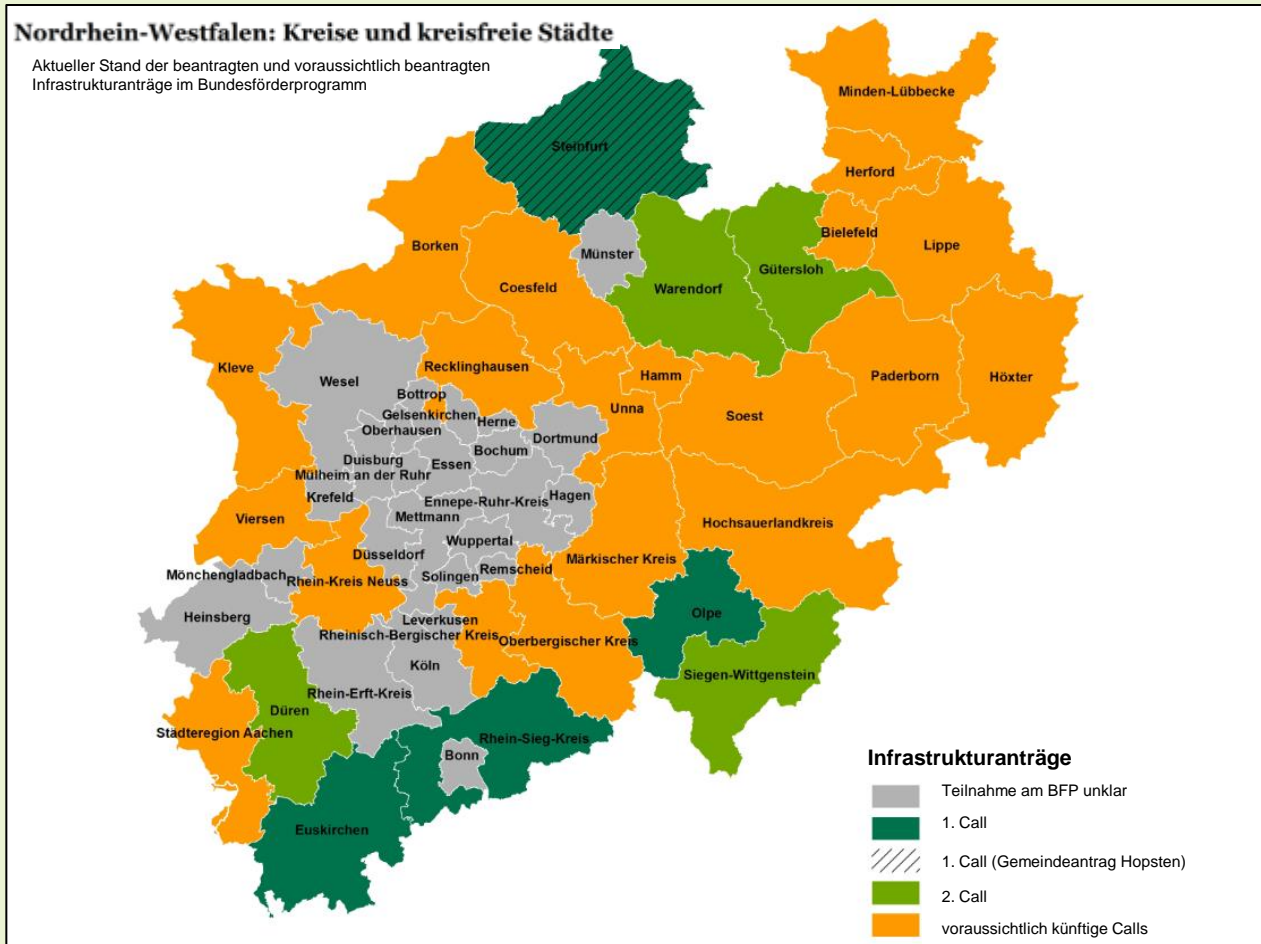 Nordrhein-Westfalen: Kreise und kreisfreie Städte
Aktueller Stand der beantragten und voraussichtlich beantragten
Infrastrukturanträge im Bundesförderprogramm
Minden-Lübbecke
Steinfurt
Herford
Bielefeld
Lippe
Borken
Münster
Gütersloh
Coesfeld
Warendorf
Kleve
Recklinghausen
Hamm
Paderborn
Höxter
Wesel
Bottrop
Unna
Soest
Gelsenkirchen
Herne
Oberhausen
Dortmund
Bochum
Duisburg
Essen
Mülheim an der Ruhr
Krefeld
Ennepe-Ruhr-Kreis
Hagen
Viersen
Mettmann
Hochsauerlandkreis
Wuppertal
Düsseldorf
Märkischer Kreis
Mönchengladbach
Rhein-Kreis Neuss
Solingen
Remscheid
Heinsberg
Leverkusen
Olpe
Rheinisch-Bergischer Kreis
Oberbergischer Kreis
Köln
Siegen-Wittgenstein
Rhein-Erft-Kreis
Düren
Städteregion Aachen
Rhein-Sieg-Kreis
Bonn
Euskirchen
Infrastrukturanträge
Teilnahme am BFP unklar
1. Call
1. Call (Gemeindeantrag Hopsten)
2. Call
voraussichtlich künftige Calls